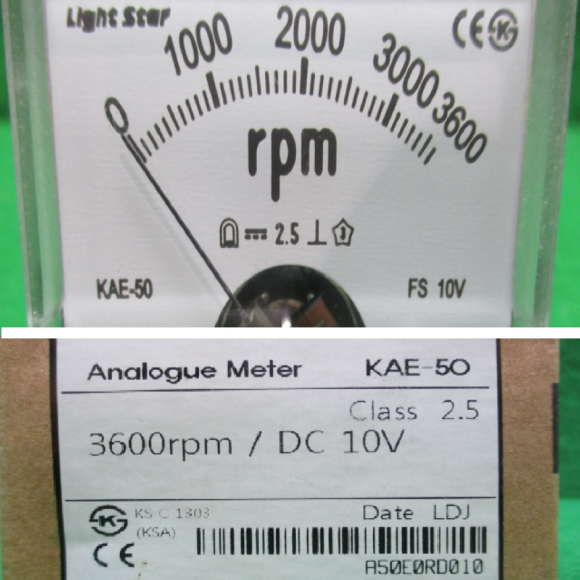 Light Star
CE
0 1000 2000 3000 3600
rpm
2.5
KAE-50 FS 10V
Analogue Meter KAE-50
Class 2.5
3600rpm / DC 10V
KS C 1303
(KSA)
Date LDJ
CE
A50E0RD010